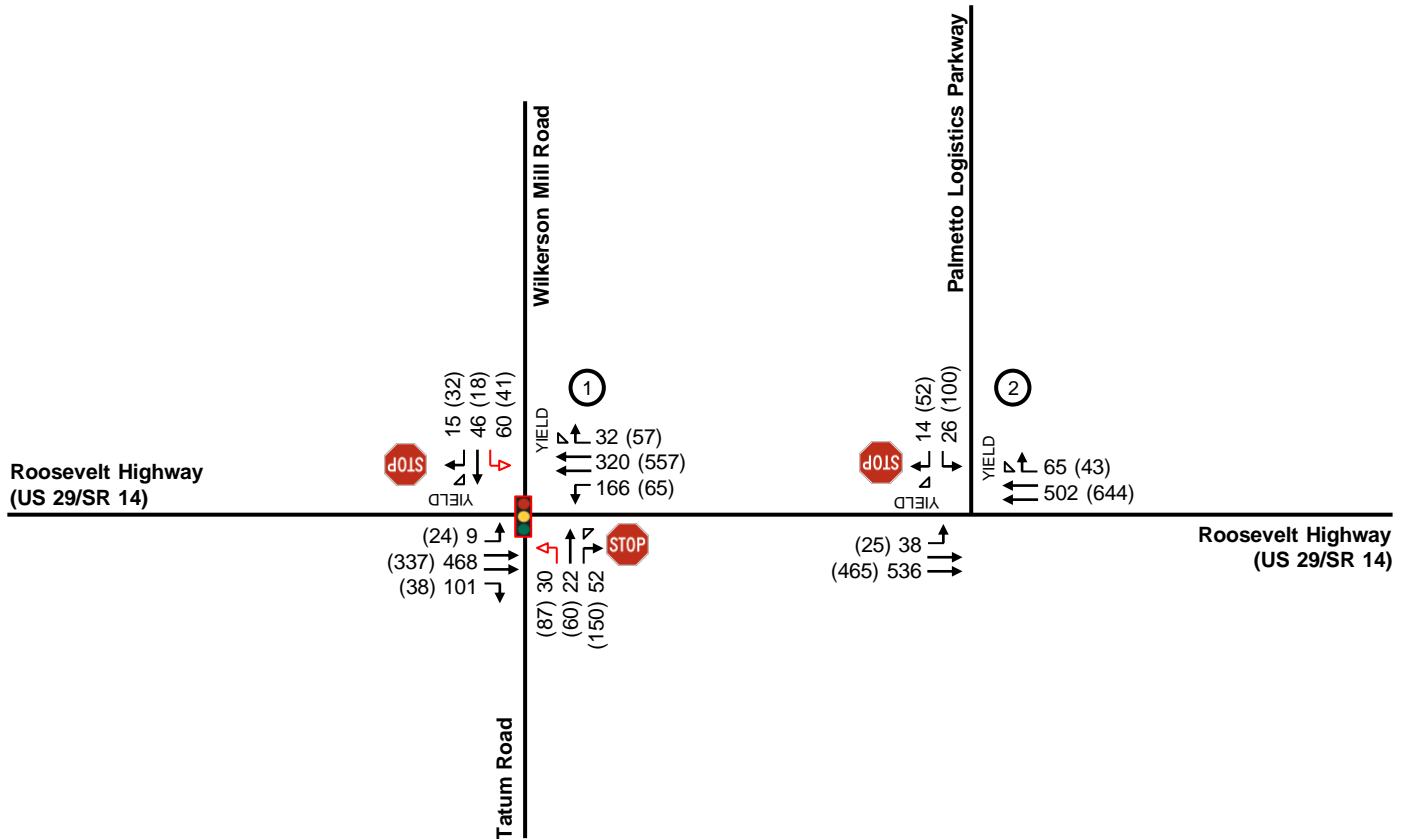 Palmetto Logistics Parkway
Wilkerson Mill Road
1
2
15 (32)
46 (18)
60 (41)
YIELD
32 (57)
320 (557)
166 (65)
STOP
YIELD
14 (52)
26 (100)
YIELD
65 (43)
502 (644)
STOP
YIELD
Roosevelt Highway
(US 29/SR 14)
(24) 9
(337) 468
(38) 101
STOP
(87) 30
(60) 22
(150) 52
(25) 38
(465) 536
Roosevelt Highway
(US 29/SR 14)
Tatum Road